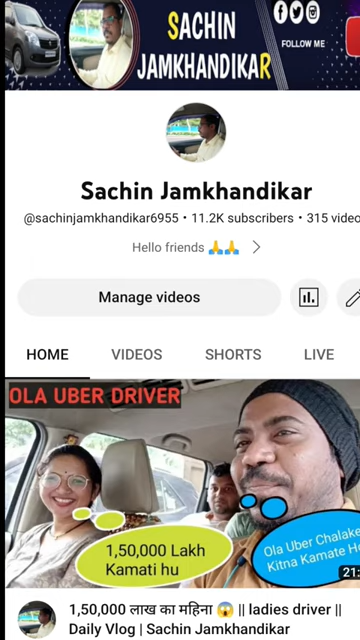 SACHIN
JAMKHANDIKAR
FOLLOW ME
Sachin Jamkhandikar
@sachinjamkhandikar6955 • 11.2K subscribers • 315 video
Hello friends 🙏🙏
Manage videos
HOME VIDEOS SHORTS LIVE
OLA UBER DRIVER
1,50,000 Lakh
Kamati hu
Ola Uber Chalake
Kitna Kamate
21:
1,50,000 लाख का महिना 😱 || ladies driver ||
Daily Vlog | Sachin Jamkhandikar